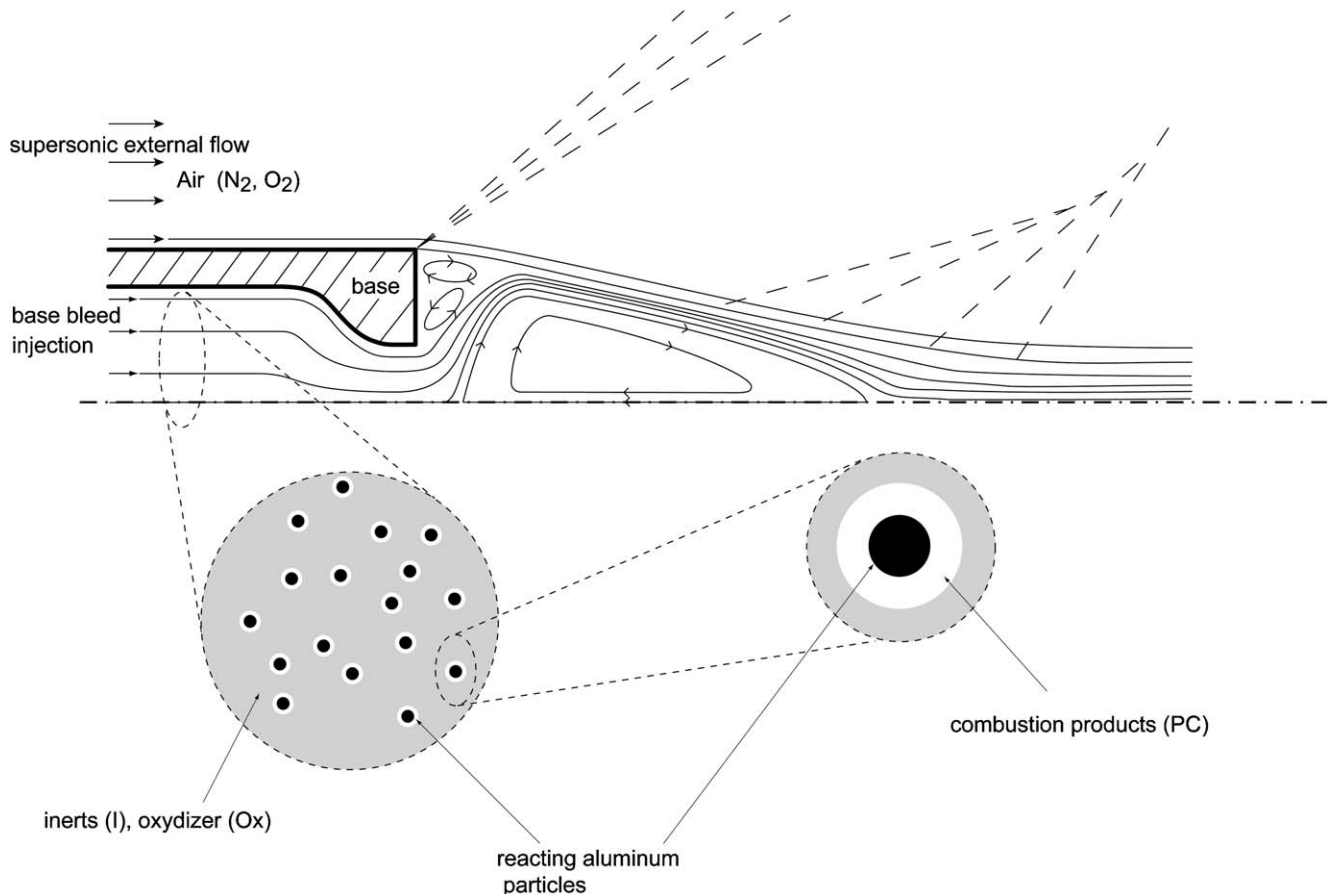 supersonic external flow
Air (N2, O2)
base
base bleed
injection
combustion products (PC)
inerts (I), oxydizer (Ox)
reacting aluminum
particles